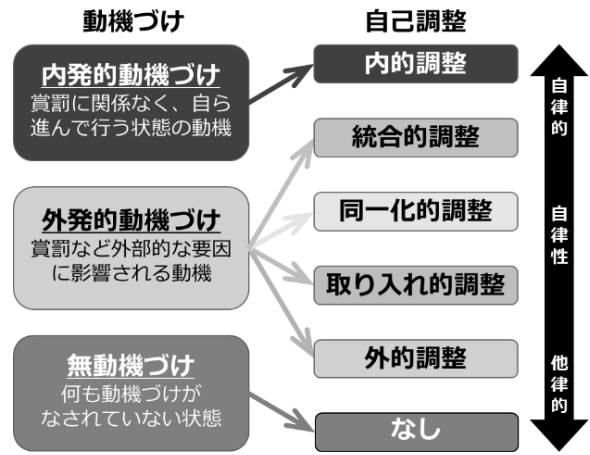 動機づけ
自己調整
内発的動機づけ
賞罰に関係なく、自ら
進んで行う状態の動機
外発的動機づけ
賞罰など外部的な要因
に影響される動機
無動機づけ
何も動機づけが
なされていない状態
内的調整
統合的調整
同一化的調整
取り入れ的調整
外的調整
なし
自律的
自律性
他律的